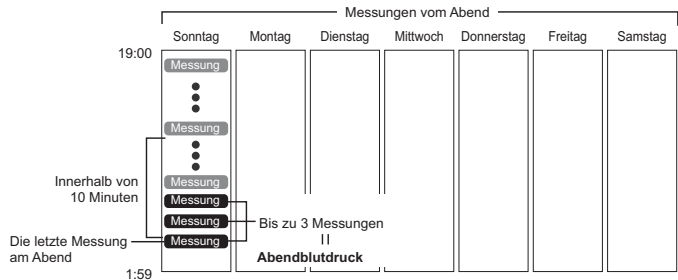 Messungen vom Abend
Sonntag Montag Dienstag Mittwoch Donnerstag Freitag Samstag
19:00
Messung
Messung
Innerhalb von
10 Minuten
Messung
Messung
Messung
Messung
Bis zu 3 Messungen
=
Abendblutdruck
Die letzte Messung
am Abend
1:59